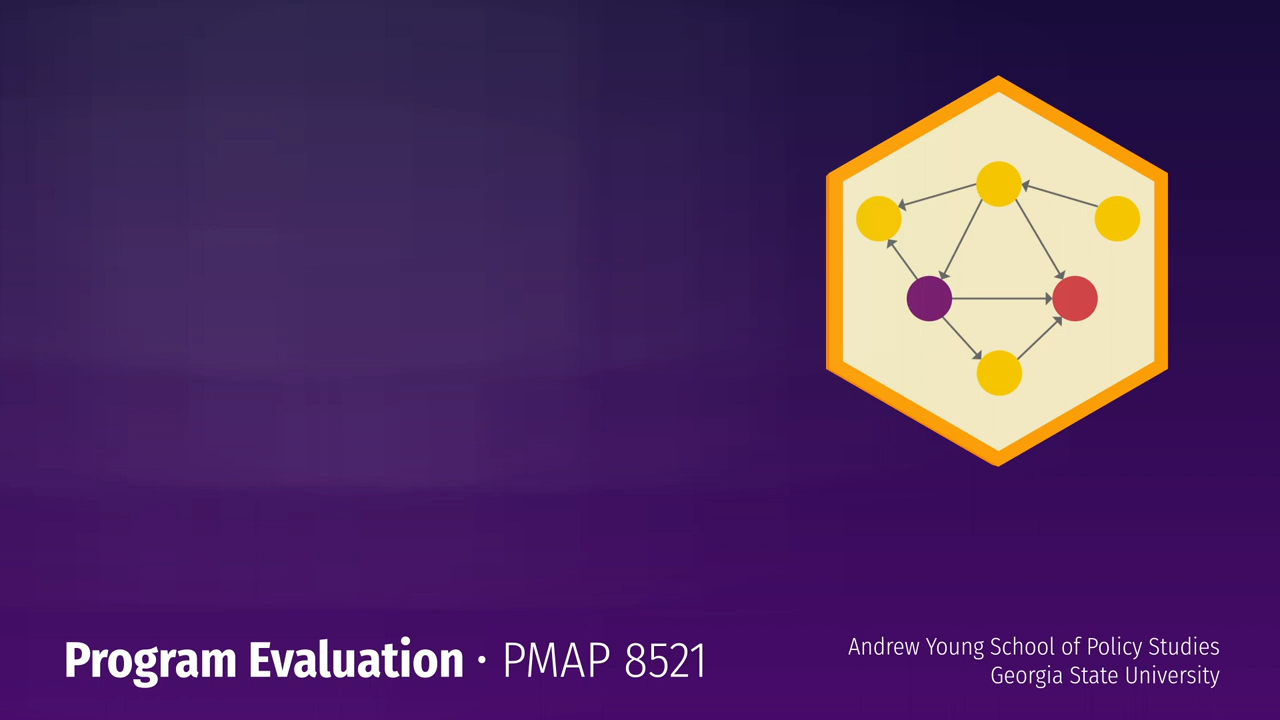 Program Evaluation · PMAP 8521
Andrew Young School of Policy Studies
Georgia State University